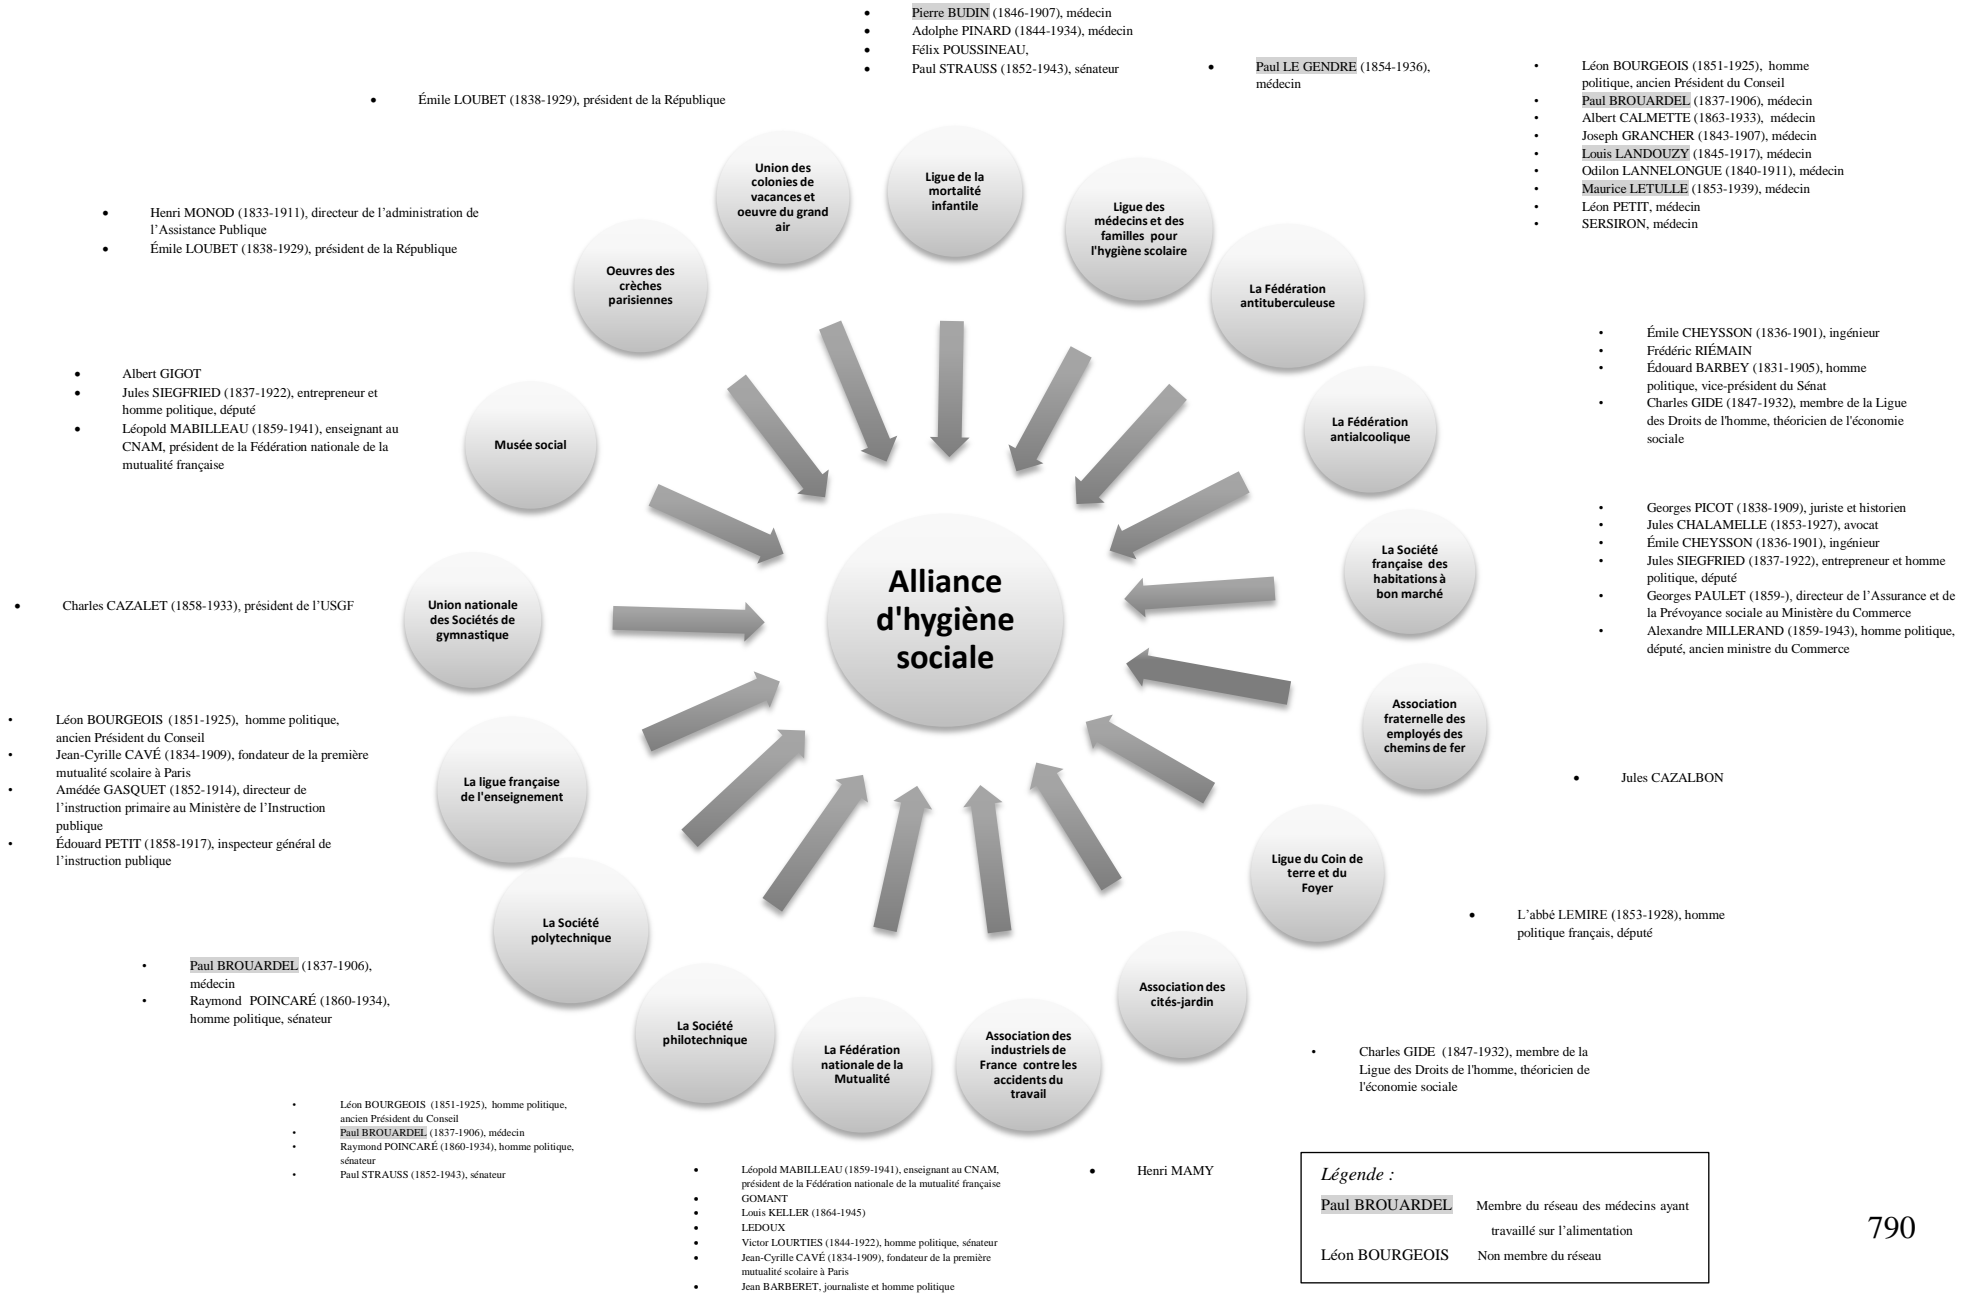 • Pierre BUDIN (1846-1907), médecin
• Adolphe PINARD (1844-1934), médecin
• Félix POUSSINEAU,
• Paul STRAUSS (1852-1943), sénateur
• Paul LE GENDRE (1854-1936),
médecin
• Léon BOURGEOIS (1851-1925), homme
politique, ancien Président du Conseil
• Paul BROUARDEL (1837-1906), médecin
• Albert CALMETTE (1863-1933), médecin
• Joseph GRANCHER (1843-1907), médecin
• Louis LANDOUZY (1845-1917), médecin
• Odilon LANNELONGUE (1840-1911), médecin
• Maurice LETULLE (1853-1939), médecin
• Léon PETIT, médecin
• SERSIRON, médecin
• Émile LOUBET (1838-1929), président de la République
• Henri MONOD (1833-1911), directeur de l'administration de
l'Assistance Publique
• Émile LOUBET (1838-1929), président de la République
Union des
colonies de
vacances et
oeuvre du grand
air
Ligue de la
mortalité
infantile
Ligue des
médecins et des
familles pour
l'hygiène scolaire
La Fédération
antituberculeuse
Oeuvres des
crèches
parisiennes
• Émile CHEYSSON (1836-1901), ingénieur
• Frédéric RIÉMAIN
• Édouard BARBEY (1831-1905), homme
politique, vice-président du Sénat
• Charles GIDE (1847-1932), membre de la Ligue
des Droits de l'homme, théoricien de l'économie
sociale
• Albert GIGOT
• Jules SIEGFRIED (1837-1922), entrepreneur et
homme politique, député
• Léopold MABILLEAU (1859-1941), enseignant au
CNAM, président de la Fédération nationale de la
mutualité française
Musée social
La Fédération
antialcoolique
• Georges PICOT (1838-1909), juriste et historien
• Jules CHALAMELLE (1853-1927), avocat
• Émile CHEYSSON (1836-1901), ingénieur
• Jules SIEGFRIED (1837-1922), entrepreneur et homme
politique, député
• Georges PAULET (1859-), directeur de l'Assurance et de
la Prévoyance sociale au Ministère du Commerce
• Alexandre MILLERAND (1859-1943), homme politique,
député, ancien ministre du Commerce
La Société
française des
habitations à
bon marché
Alliance
d'hygiène
sociale
• Charles CAZALET (1858-1933), président de l'USGF
Union nationale
des Sociétés de
gymnastique
Association
fraternelle des
employés des
chemins de fer
• Jules CAZALBON
• Léon BOURGEOIS (1851-1925), homme politique,
ancien Président du Conseil
• Jean-Cyrille CAVÉ (1834-1909), fondateur de la première
mutualité scolaire à Paris
• Amédée GASQUET (1852-1914), directeur de
l'instruction primaire au Ministère de l'Instruction
publique
• Édouard PETIT (1858-1917), inspecteur général de
l'instruction publique
La ligue française
de l'enseignement
Ligue du Coin de
terre et du
Foyer
• L'abbé LEMIRE (1853-1928), homme
politique français, député
La Société
polytechnique
• Paul BROUARDEL (1837-1906),
médecin
• Raymond POINCARÉ (1860-1934),
homme politique, sénateur
Association des
cités-jardin
• Charles GIDE (1847-1932), membre de la
Ligue des Droits de l'homme, théoricien de
l'économie sociale
La Société
philotechnique
La Fédération
nationale de la
Mutualité
Association des
industriels de
France contre les
accidents du
travail
• Léon BOURGEOIS (1851-1925), homme politique,
ancien Président du Conseil
• Paul BROUARDEL (1837-1906), médecin
• Raymond POINCARÉ (1860-1934), homme politique,
sénateur
• Paul STRAUSS (1852-1943), sénateur
• Léopold MABILLEAU (1859-1941), enseignant au CNAM,
président de la Fédération nationale de la mutualité française
• GOMANT
• Louis KELLER (1864-1945)
• LEDOUX
• Victor LOURTIES (1844-1922), homme politique, sénateur
• Jean-Cyrille CAVÉ (1834-1909), fondateur de la première
mutualité scolaire à Paris
• Jean BARBERET, journaliste et homme politique
• Henri MAMY
Légende :
Paul BROUARDEL Membre du réseau des médecins ayant
travaillé sur l'alimentation
Léon BOURGEOIS Non membre du réseau
790